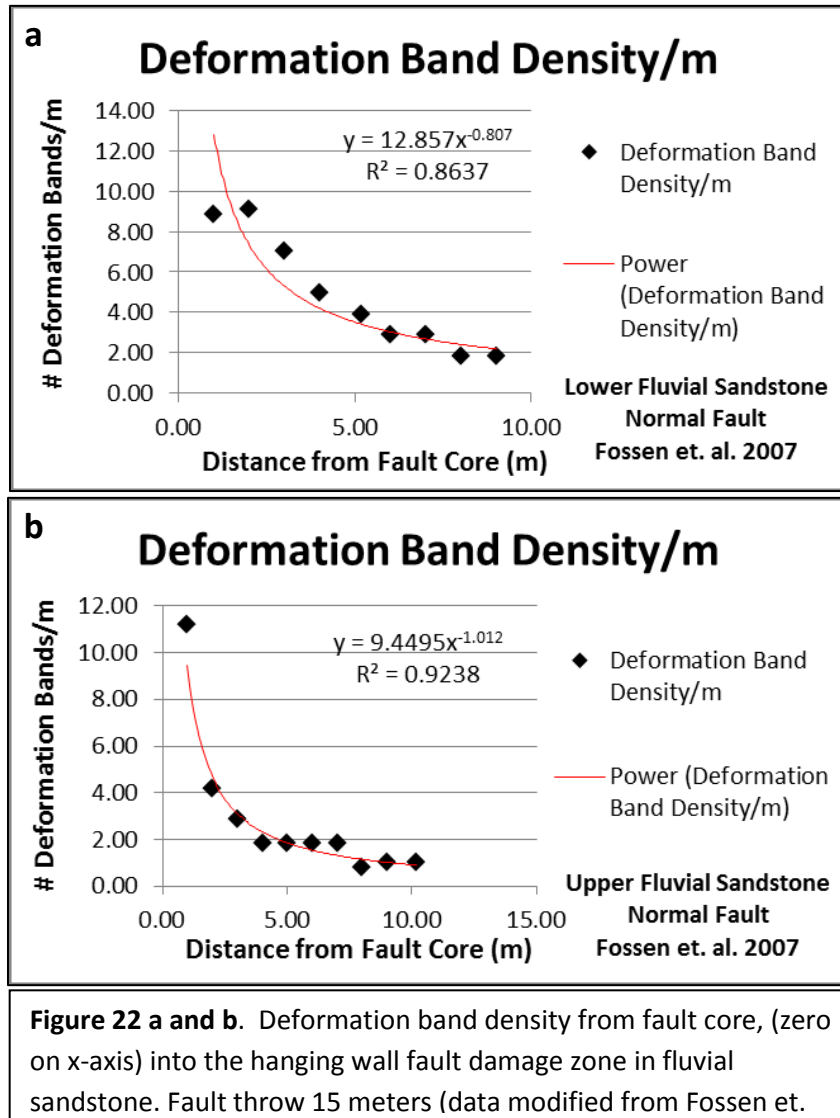 a
Deformation Band Density/m
# Deformation Bands/m
14.00
12.00
10.00
8.00
6.00
4.00
2.00
0.00
y = 12.857x^-0.807
R² = 0.8637
Deformation Band
Density/m
Power
(Deformation Band
Density/m)
0.00 5.00 10.00
Distance from Fault Core (m)
Lower Fluvial Sandstone
Normal Fault
Fossen et. al. 2007
b
Deformation Band Density/m
# Deformation Bands/m
12.00
10.00
8.00
6.00
4.00
2.00
0.00
y = 9.4495x^-1.012
R² = 0.9238
Deformation Band
Density/m
Power (Deformation
Band Density/m)
0.00 5.00 10.00 15.00
Distance from Fault Core (m)
Upper Fluvial Sandstone
Normal Fault
Fossen et. al. 2007
Figure 22 a and b. Deformation band density from fault core, (zero
on x-axis) into the hanging wall fault damage zone in fluvial
sandstone. Fault throw 15 meters (data modified from Fossen et.